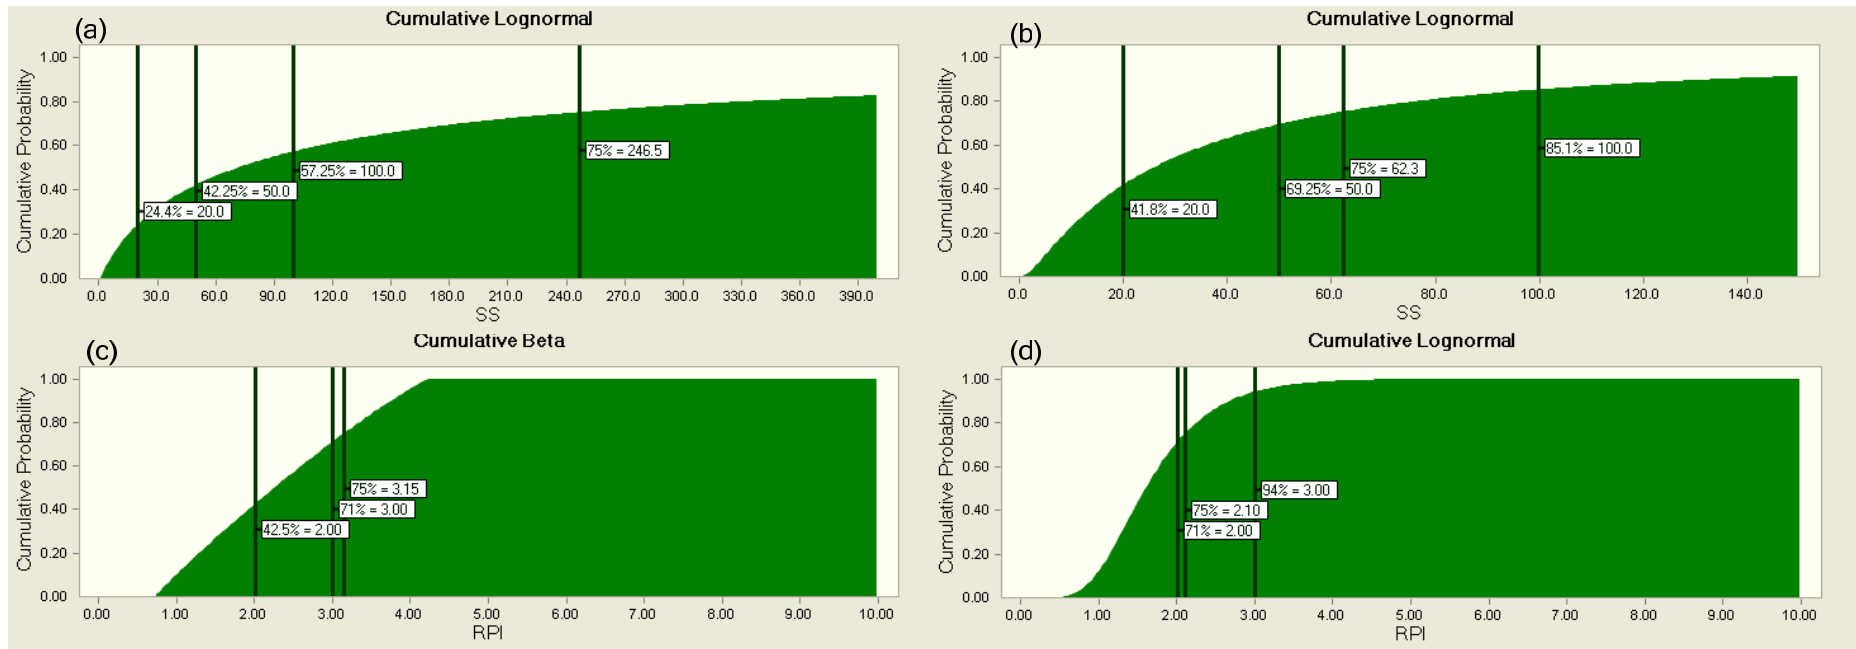 (a)
Cumulative Lognormal
Cumulative Probability
1.00
0.80
0.60
0.40
0.20
0.00
24.4% = 20.0
42.25% = 50.0
57.25% = 100.0
75% = 246.5
0.0 30.0 60.0 90.0 120.0 150.0 180.0 210.0 240.0 270.0 300.0 330.0 360.0 390.0
SS
(b)
Cumulative Lognormal
Cumulative Probability
1.00
0.80
0.60
0.40
0.20
0.00
41.8% = 20.0
69.25% = 50.0
75% = 62.3
85.1% = 100.0
0.0 20.0 40.0 60.0 80.0 100.0 120.0 140.0
SS
(c)
Cumulative Beta
Cumulative Probability
1.00
0.80
0.60
0.40
0.20
0.00
75% = 3.15
71% = 3.00
42.5% = 2.00
0.00 1.00 2.00 3.00 4.00 5.00 6.00 7.00 8.00 9.00 10.00
RPI
(d)
Cumulative Lognormal
Cumulative Probability
1.00
0.80
0.60
0.40
0.20
0.00
94% = 3.00
75% = 2.10
71% = 2.00
0.00 1.00 2.00 3.00 4.00 5.00 6.00 7.00 8.00 9.00 10.00
RPI